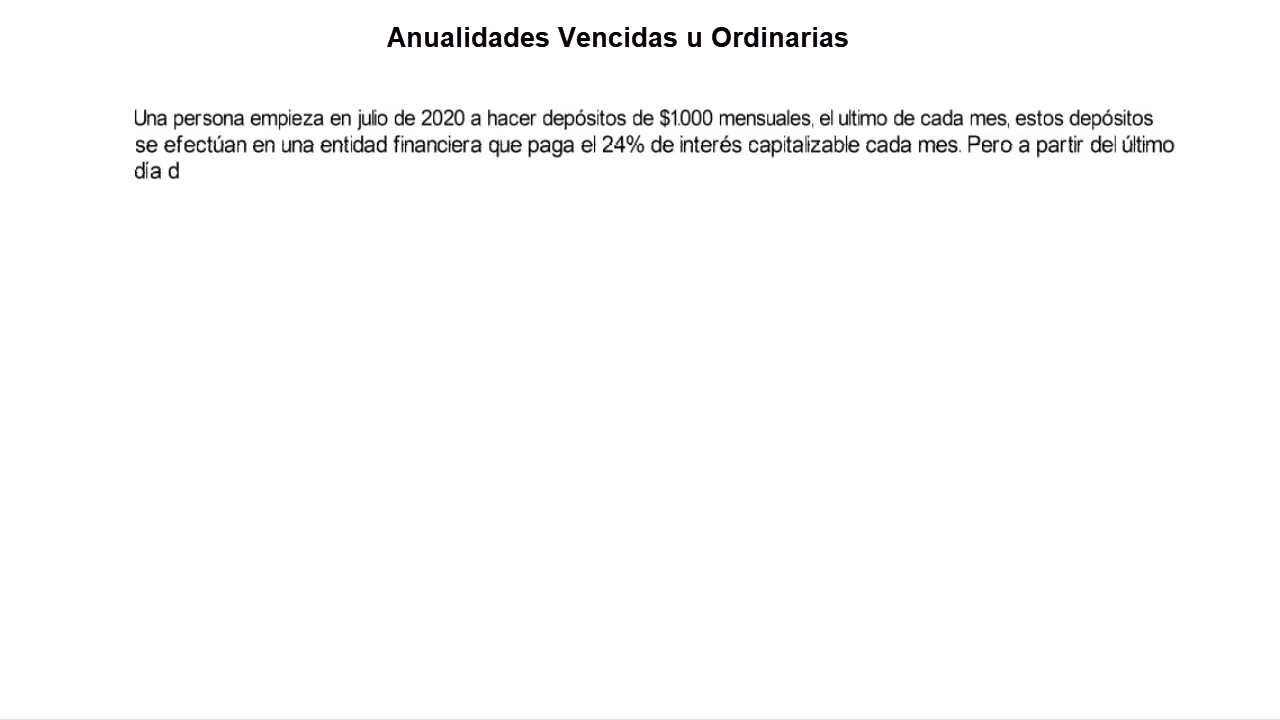 Anualidades Vencidas u Ordinarias
Una persona empieza en julio de 2020 a hacer depósitos de $1.000 mensuales, el ultimo de cada mes, estos depósitos
se efectúan en una entidad financiera que paga el 24% de interés capitalizable cada mes. Pero a partir del último
día d